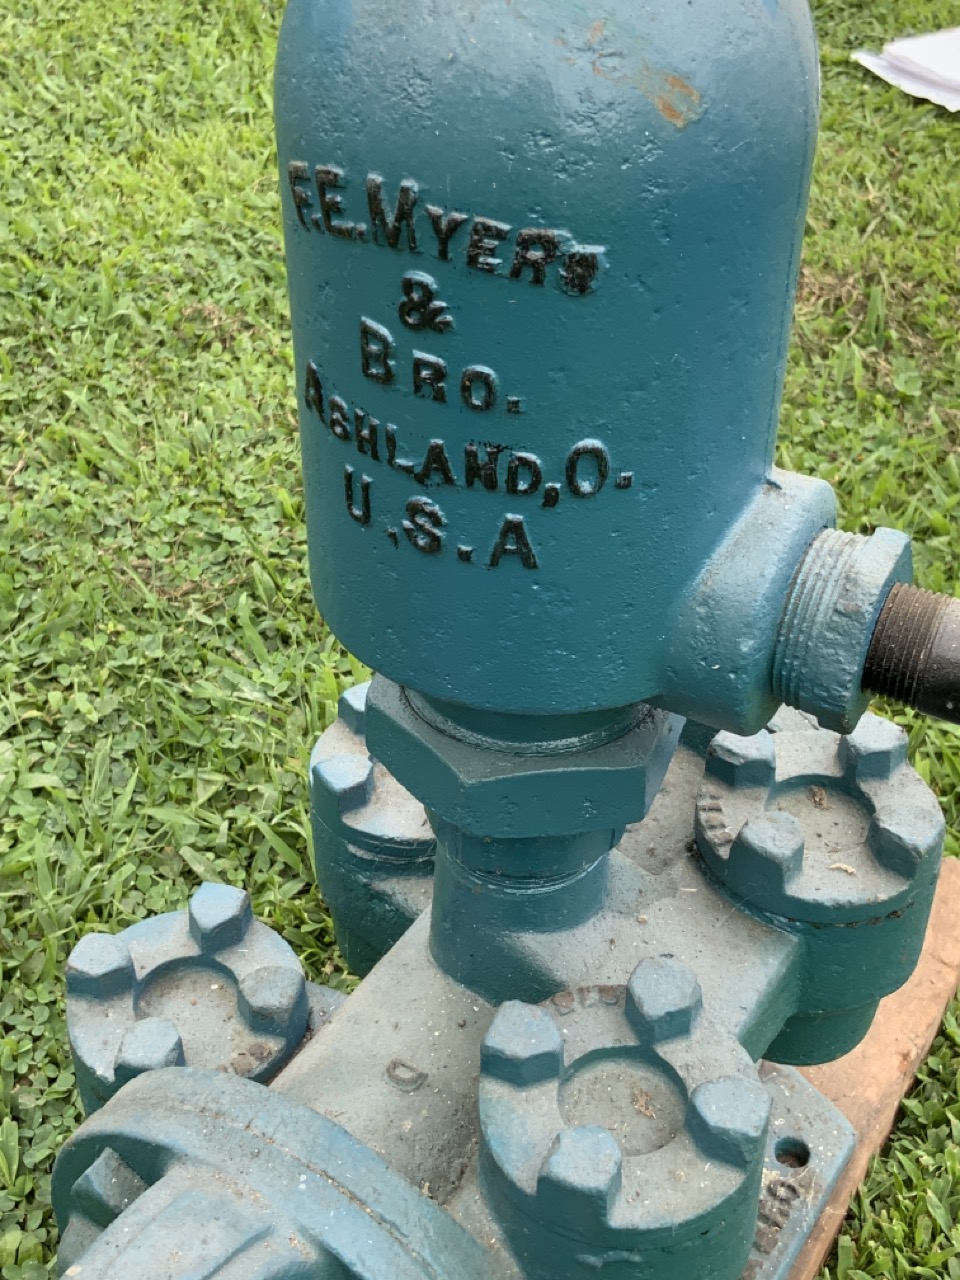 F.E. MYERS
&
BRO.
ASHLAND, O.
U.S.A